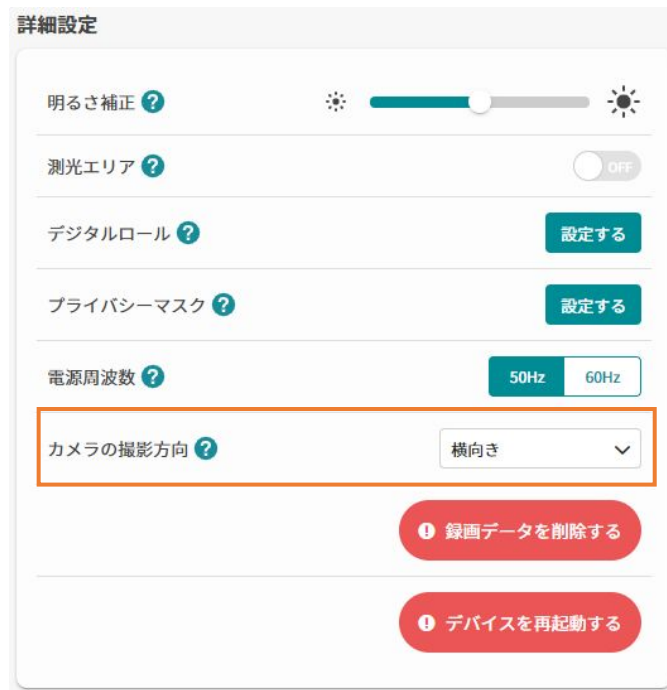 詳細設定
明るさ補正 ?
測光エリア ? OFF
デジタルロール ? 設定する
プライバシーマスク ? 設定する
電源周波数 ? 50Hz 60Hz
カメラの撮影方向 ? 横向き
! 録画データを削除する
! デバイスを再起動する